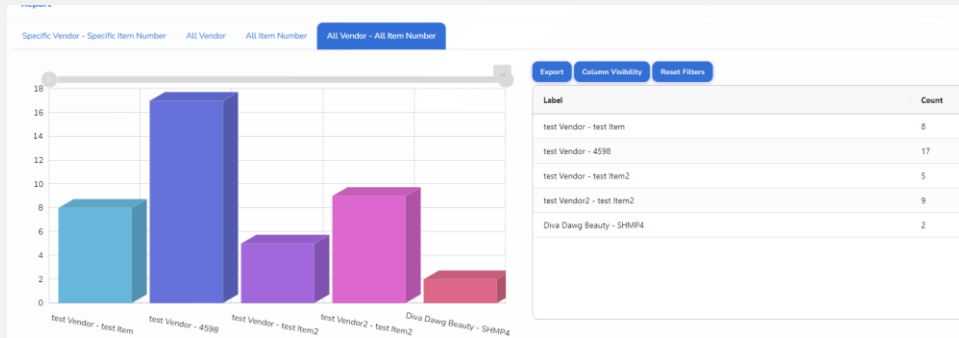 Report
Specific Vendor - Specific Item Number
All Vendor
All Item Number
All Vendor - All Item Number
18
16
14
12
10
8
6
4
2
0
test Vendor - test Item
test Vendor - 4598
test Vendor - test Item2
test Vendor2 - test Item2
Diva Dawg Beauty - SHMP4
Export
Column Visibility
Reset Filters
Label Count
test Vendor - test Item 8
test Vendor - 4598 17
test Vendor - test Item2 5
test Vendor2 - test Item2 9
Diva Dawg Beauty - SHMP4 2